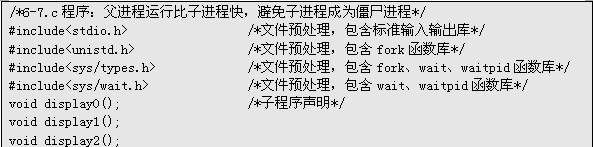 /*6-7.c 程序：父进程运行比子进程快，避免子进程成为僵尸进程*/
#include<stdio.h> /*文件预处理，包含标准输入输出库*/
#include<unistd.h> /*文件预处理，包含 fork 函数库*/
#include<sys/types.h> /*文件预处理，包含 fork、wait、waitpid 函数库*/
#include<sys/wait.h> /*文件预处理，包含 wait、waitpid 函数库*/
void display0(); /*子程序声明*/
void display1();
void display2();